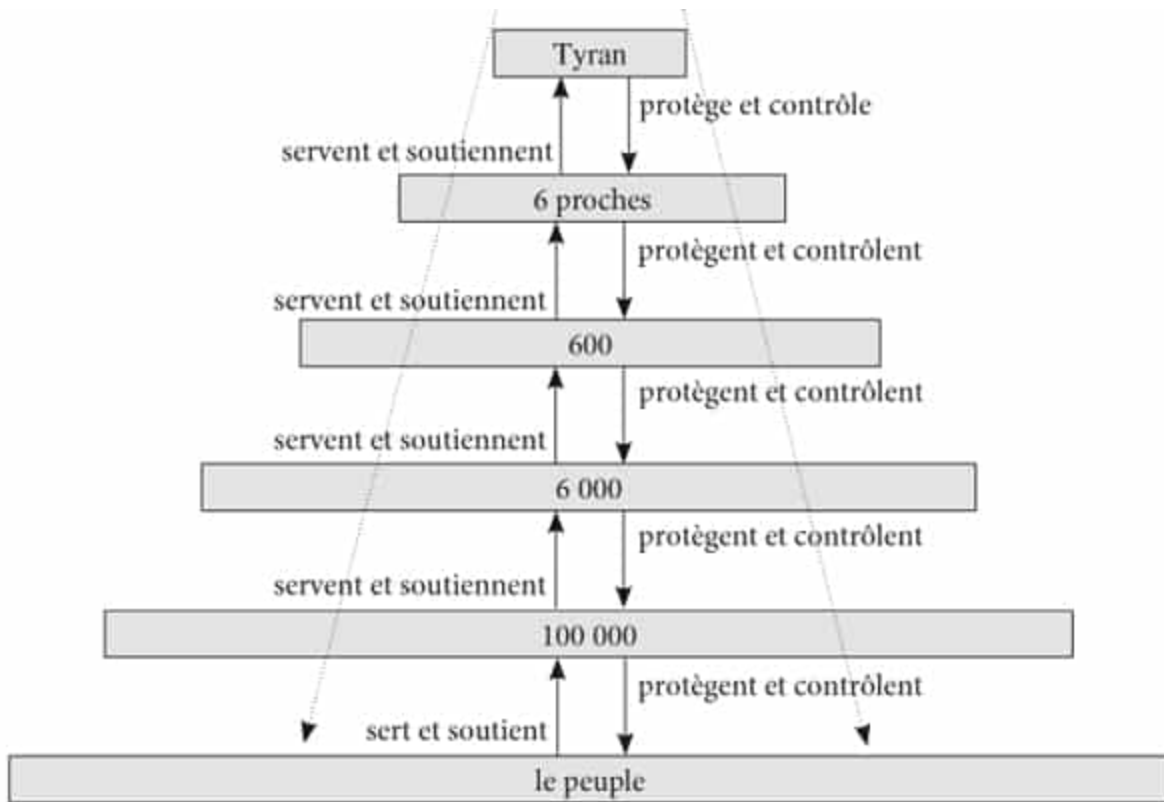 Tyran
protège et contrôle
servent et soutiennent
6 proches
protègent et contrôlent
servent et soutiennent
600
protègent et contrôlent
servent et soutiennent
6 000
protègent et contrôlent
servent et soutiennent
100 000
protègent et contrôlent
sert et soutient
le peuple